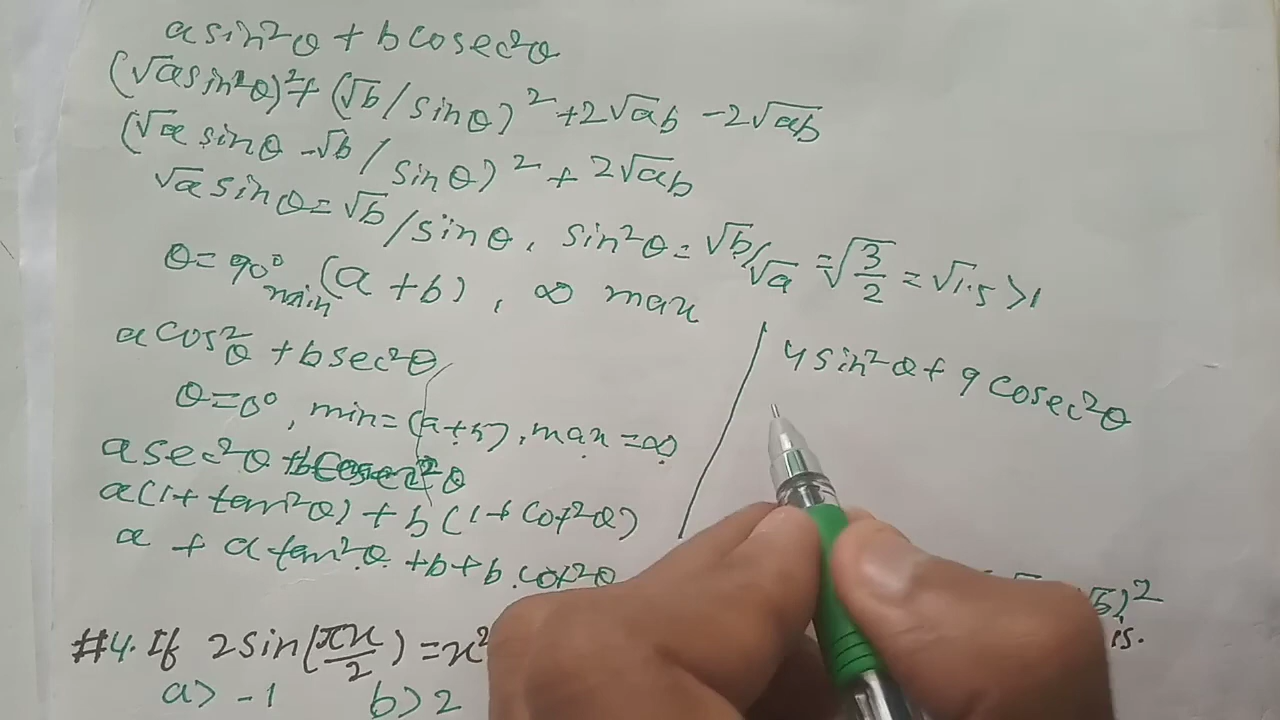 a sin²θ + b cosec²θ
(√a sin²θ)² + (√b / sinθ)² + 2√ab - 2√ab
(√a sinθ - √b / sinθ)² + 2√ab
√a sinθ = √b / sinθ, sin²θ = √b/√a = √3/2 = √1.5 > 1
θ = 90° min (a + b), ∞ max
a cos²θ + b sec²θ
θ = 0°, min = (a + b), max = ∞
a sec²θ + b cosec²θ
a (1 + tan²θ) + b (1 + cot²θ)
a + a tan²θ + b + b cot²θ
4 sin²θ + 9 cosec²θ
√b)²
is.
#4. If 2 sin(πx/2) = x²
a > -1 b > 2